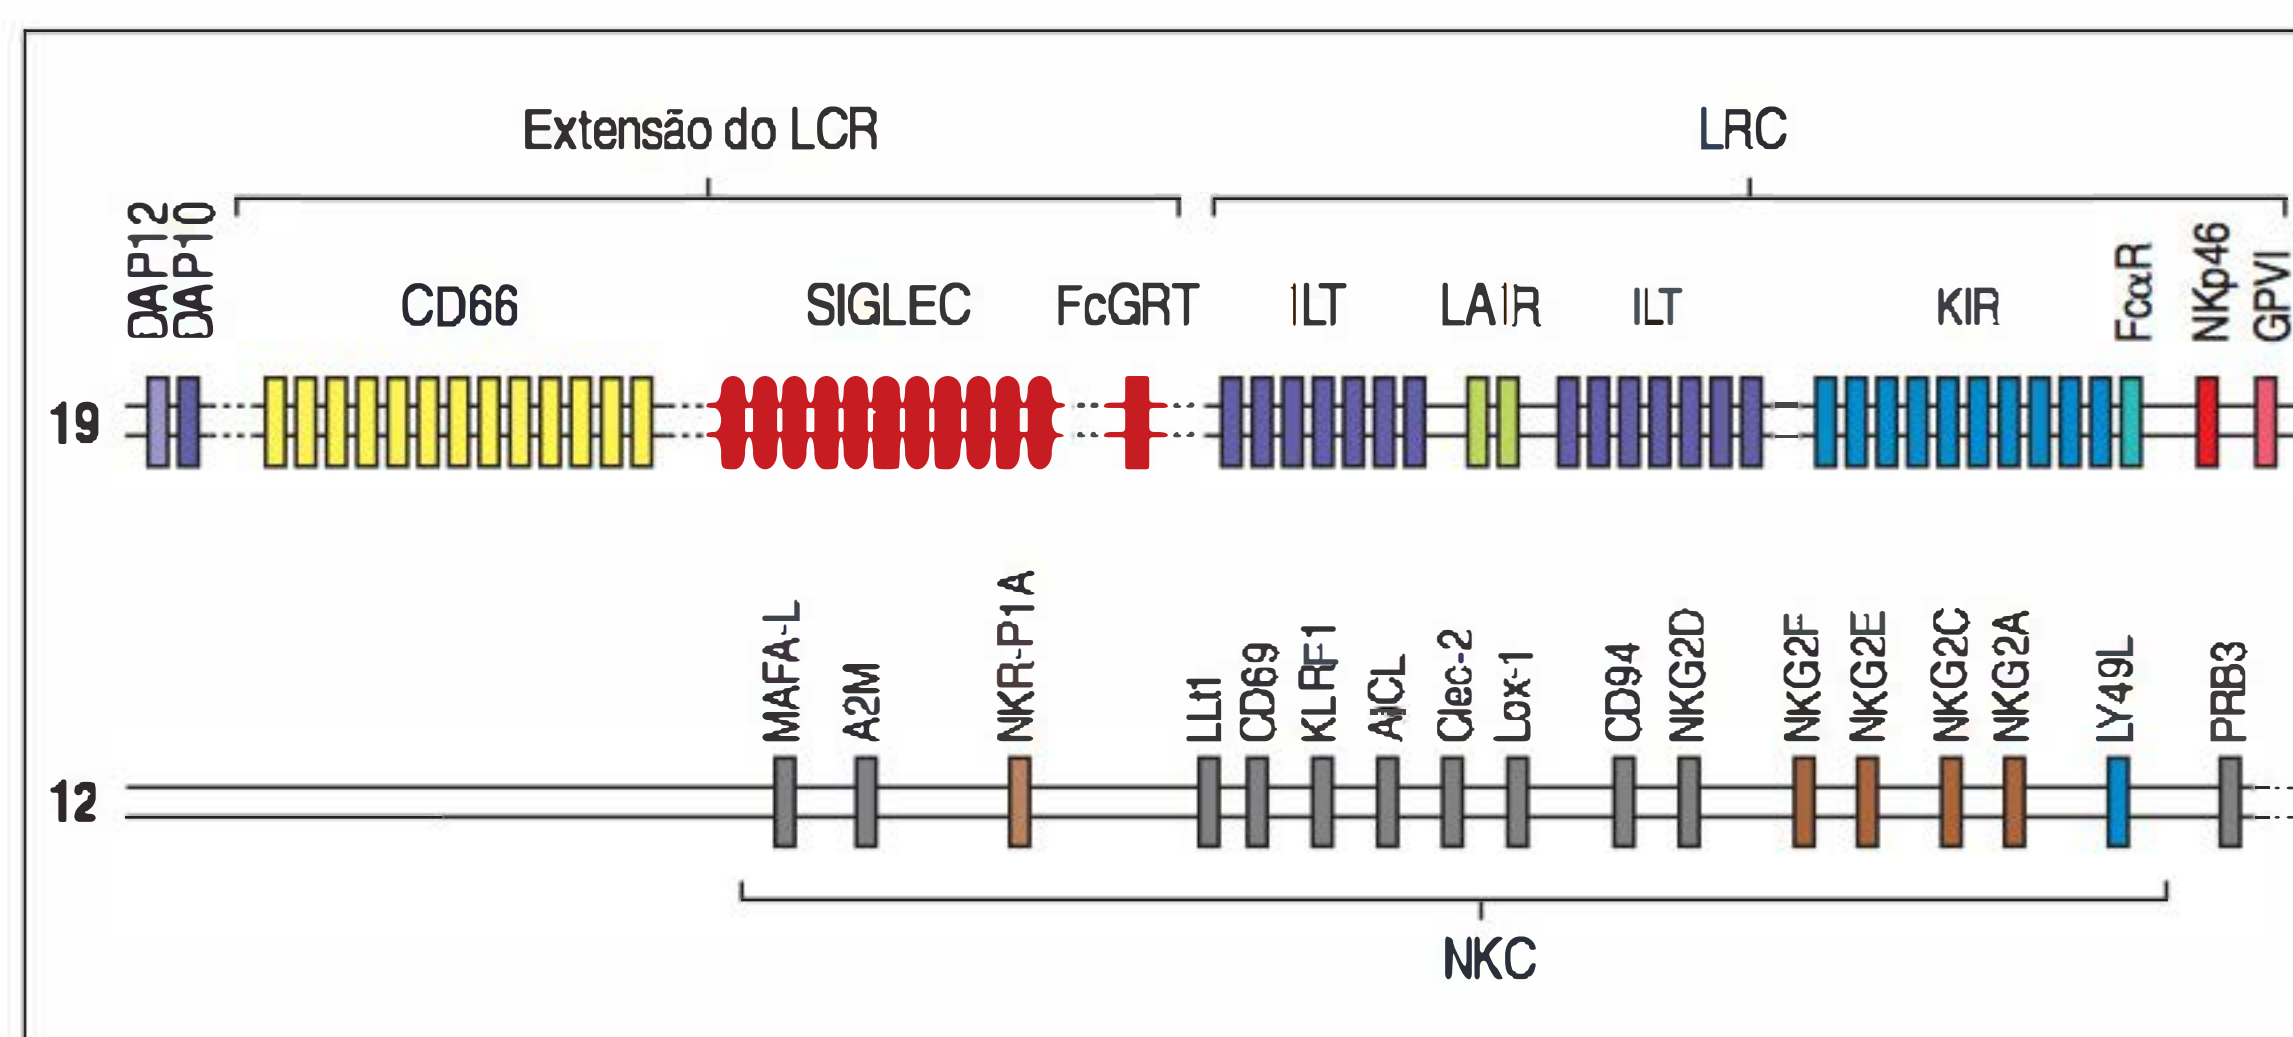 Extensão do LCR
LRC
DAP12
DAP10
CD66
SIGLEC
FcGRT
ILT
LAIR
ILT
KIR
FcαR
NKp46
GPVI
19
MAFA-L
A2M
NKR-P1A
LLt1
CD69
KLRF1
AICL
Clec-2
Lox-1
CD94
NKG2D
NKG2F
NKG2E
NKG2C
NKG2A
LY49L
PRB3
12
NKC